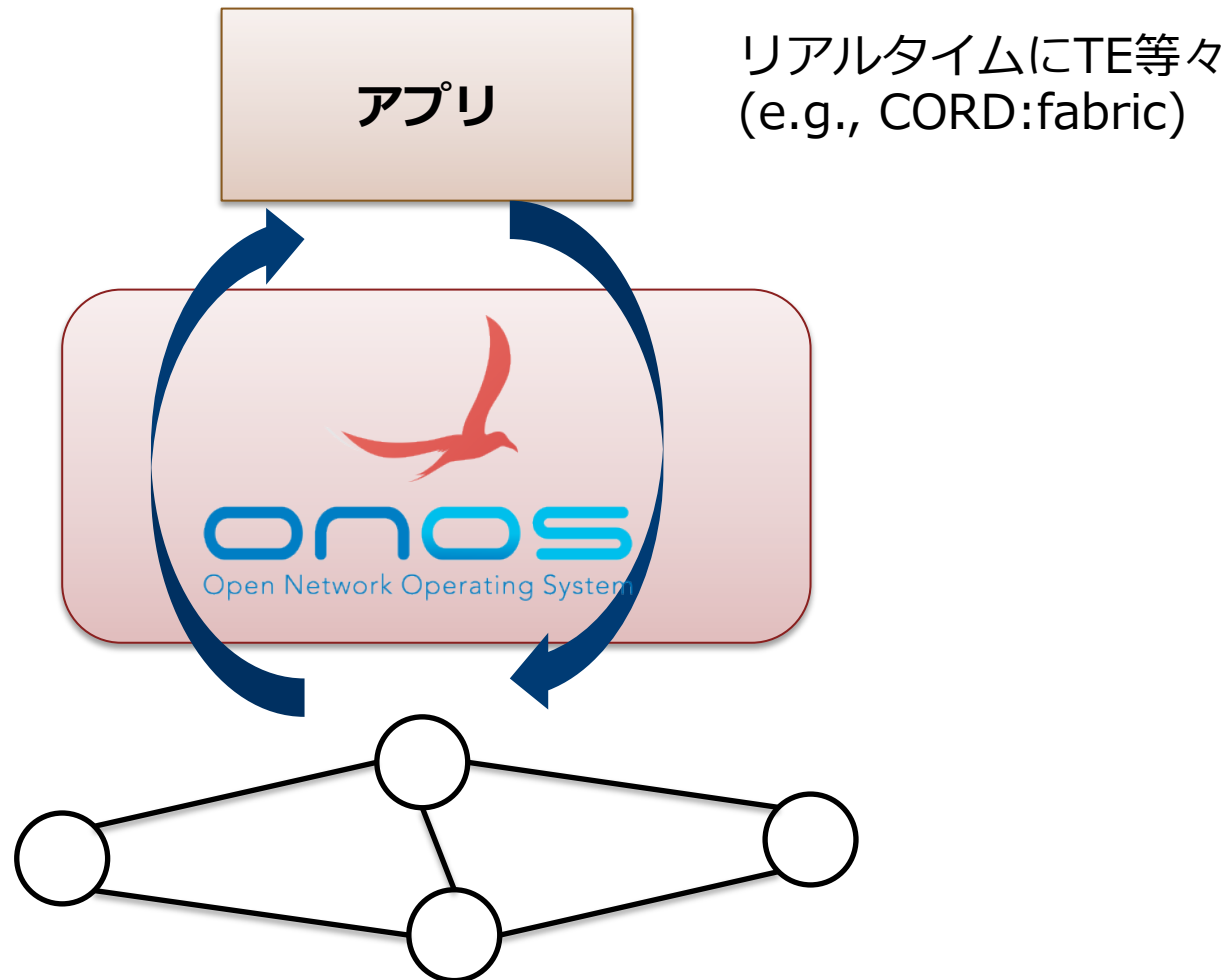 アプリ
リアルタイムにTE等々
(e.g., CORD:fabric)
onos
Open Network Operating System